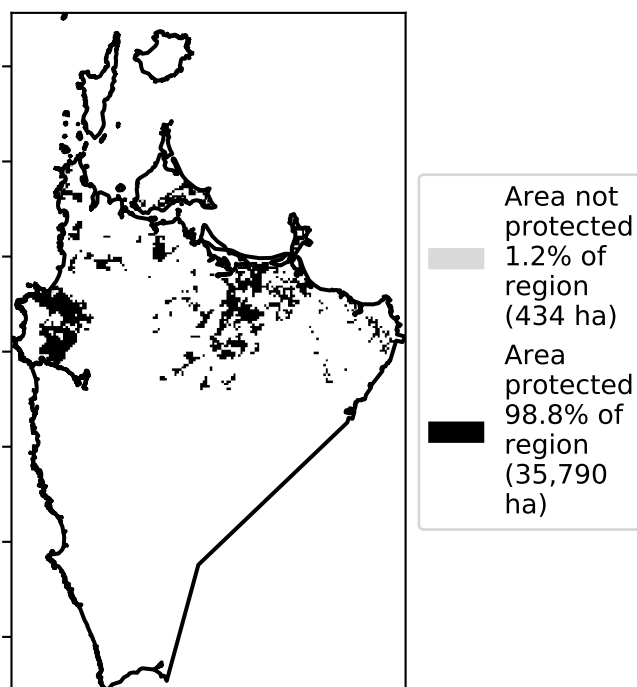 Area not
protected
1.2% of
region
(434 ha)
Area
protected
98.8% of
region
(35,790
ha)